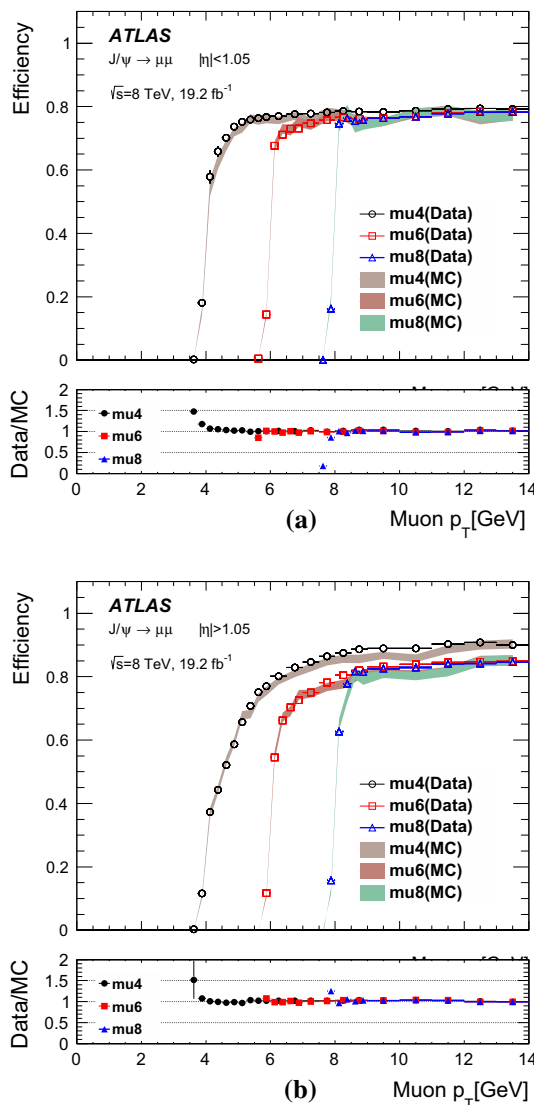 Efficiency
1
0.8
0.6
0.4
0.2
0
ATLAS
J/ψ → μμ |η|<1.05
√s=8 TeV, 19.2 fb⁻¹
mu4(Data)
mu6(Data)
mu8(Data)
mu4(MC)
mu6(MC)
mu8(MC)
Data/MC
2
1.5
1
0.5
0
mu4
mu6
mu8
0 2 4 6 8 10 12 14
(a) Muon p_T[GeV]
Efficiency
1
0.8
0.6
0.4
0.2
0
ATLAS
J/ψ → μμ |η|>1.05
√s=8 TeV, 19.2 fb⁻¹
mu4(Data)
mu6(Data)
mu8(Data)
mu4(MC)
mu6(MC)
mu8(MC)
Data/MC
2
1.5
1
0.5
0
mu4
mu6
mu8
0 2 4 6 8 10 12 14
(b) Muon p_T[GeV]